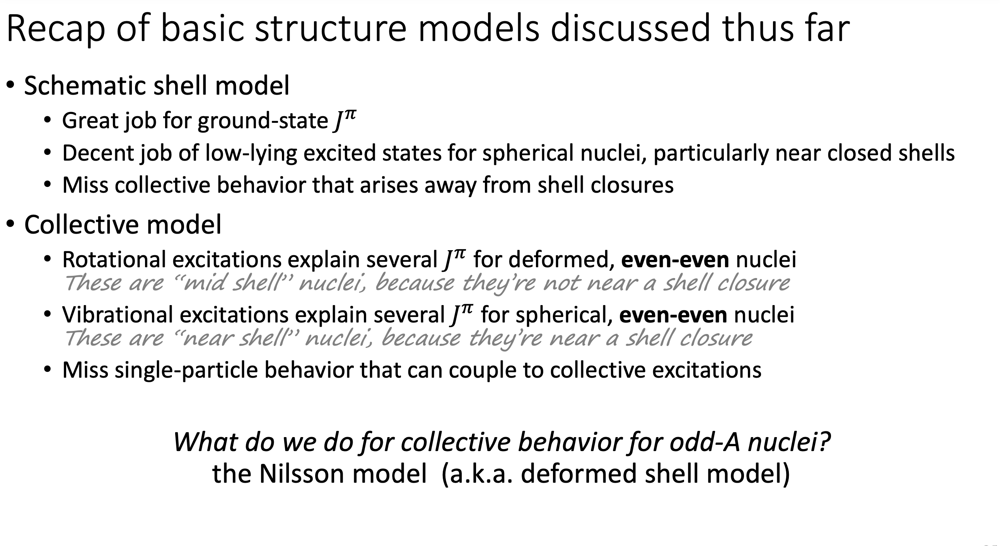 Recap of basic structure models discussed thus far
• Schematic shell model
• Great job for ground-state J^π
• Decent job of low-lying excited states for spherical nuclei, particularly near closed shells
• Miss collective behavior that arises away from shell closures
• Collective model
• Rotational excitations explain several J^π for deformed, even-even nuclei
These are “mid shell” nuclei, because they’re not near a shell closure
• Vibrational excitations explain several J^π for spherical, even-even nuclei
These are “near shell” nuclei, because they’re near a shell closure
• Miss single-particle behavior that can couple to collective excitations
What do we do for collective behavior for odd-A nuclei?
the Nilsson model (a.k.a. deformed shell model)